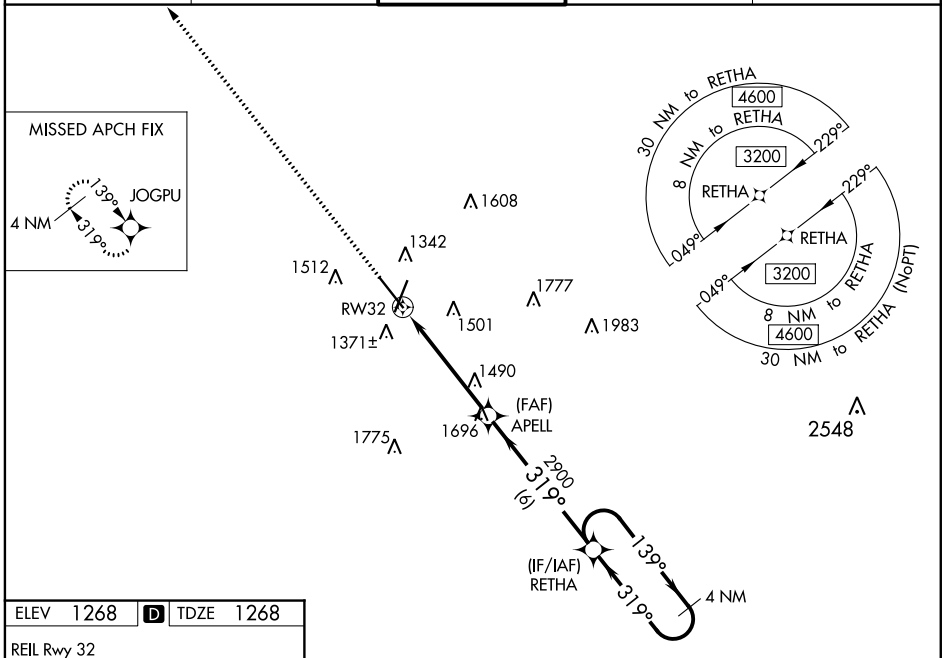 MISSED APCH FIX
JOGPU
139°
4 NM
319°
30 NM to RETHA
4600
8 NM to RETHA
3200
229°
RETHA
049°
229°
RETHA
049°
3200
8 NM to RETHA
4600
30 NM to RETHA (NoPT)
1608
1342
1512
RW32
1501
1777
1371±
1983
1490
(FAF)
APELL
1696
1775
2548
2900
319°
(6)
(IF/IAF)
RETHA
139°
319°
4 NM
ELEV 1268 D TDZE 1268
REIL Rwy 32